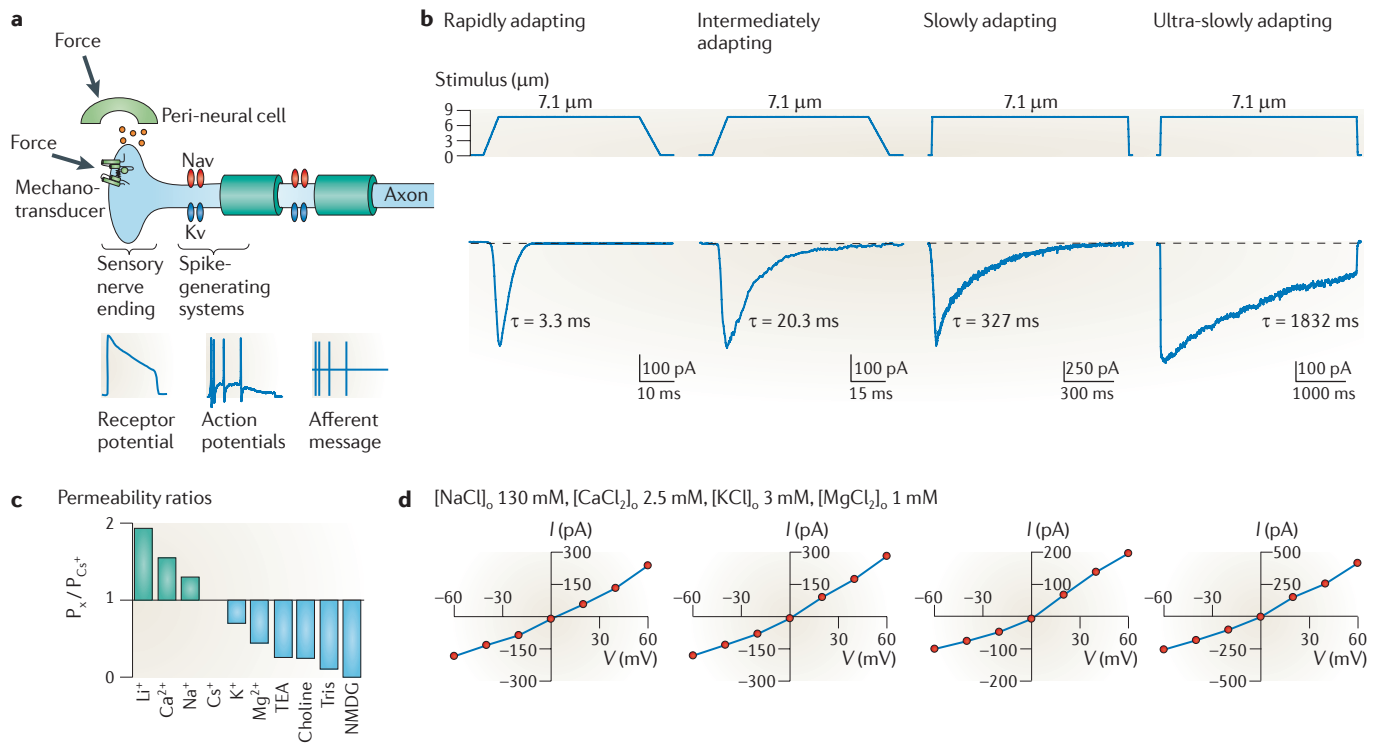 a
Force
Peri-neural cell
Force
Mechano-
transducer
Nav
Kv
Axon
Sensory
nerve
ending
Spike-
generating
systems
Receptor
potential
Action
potentials
Afferent
message
b
Rapidly adapting
Intermediately
adapting
Slowly adapting
Ultra-slowly adapting
Stimulus (µm)
9
6
3
0
7.1 µm
7.1 µm
7.1 µm
7.1 µm
τ = 3.3 ms
τ = 20.3 ms
τ = 327 ms
τ = 1832 ms
100 pA
10 ms
100 pA
15 ms
250 pA
300 ms
100 pA
1000 ms
c
Permeability ratios
Pₓ / P_Cs⁺
2
1
0
Li⁺
Ca²⁺
Na⁺
Cs⁺
K⁺
Mg²⁺
TEA
Choline
Tris
NMDG
d
[NaCl]ₒ 130 mM, [CaCl₂]ₒ 2.5 mM, [KCl]ₒ 3 mM, [MgCl₂]ₒ 1 mM
I (pA)
300
150
−60
−30
30
60
−150
V (mV)
−300
I (pA)
300
150
−60
−30
30
60
−150
V (mV)
−300
I (pA)
200
100
−60
−30
30
60
−100
V (mV)
−200
I (pA)
500
250
−60
−30
30
60
−250
V (mV)
−500